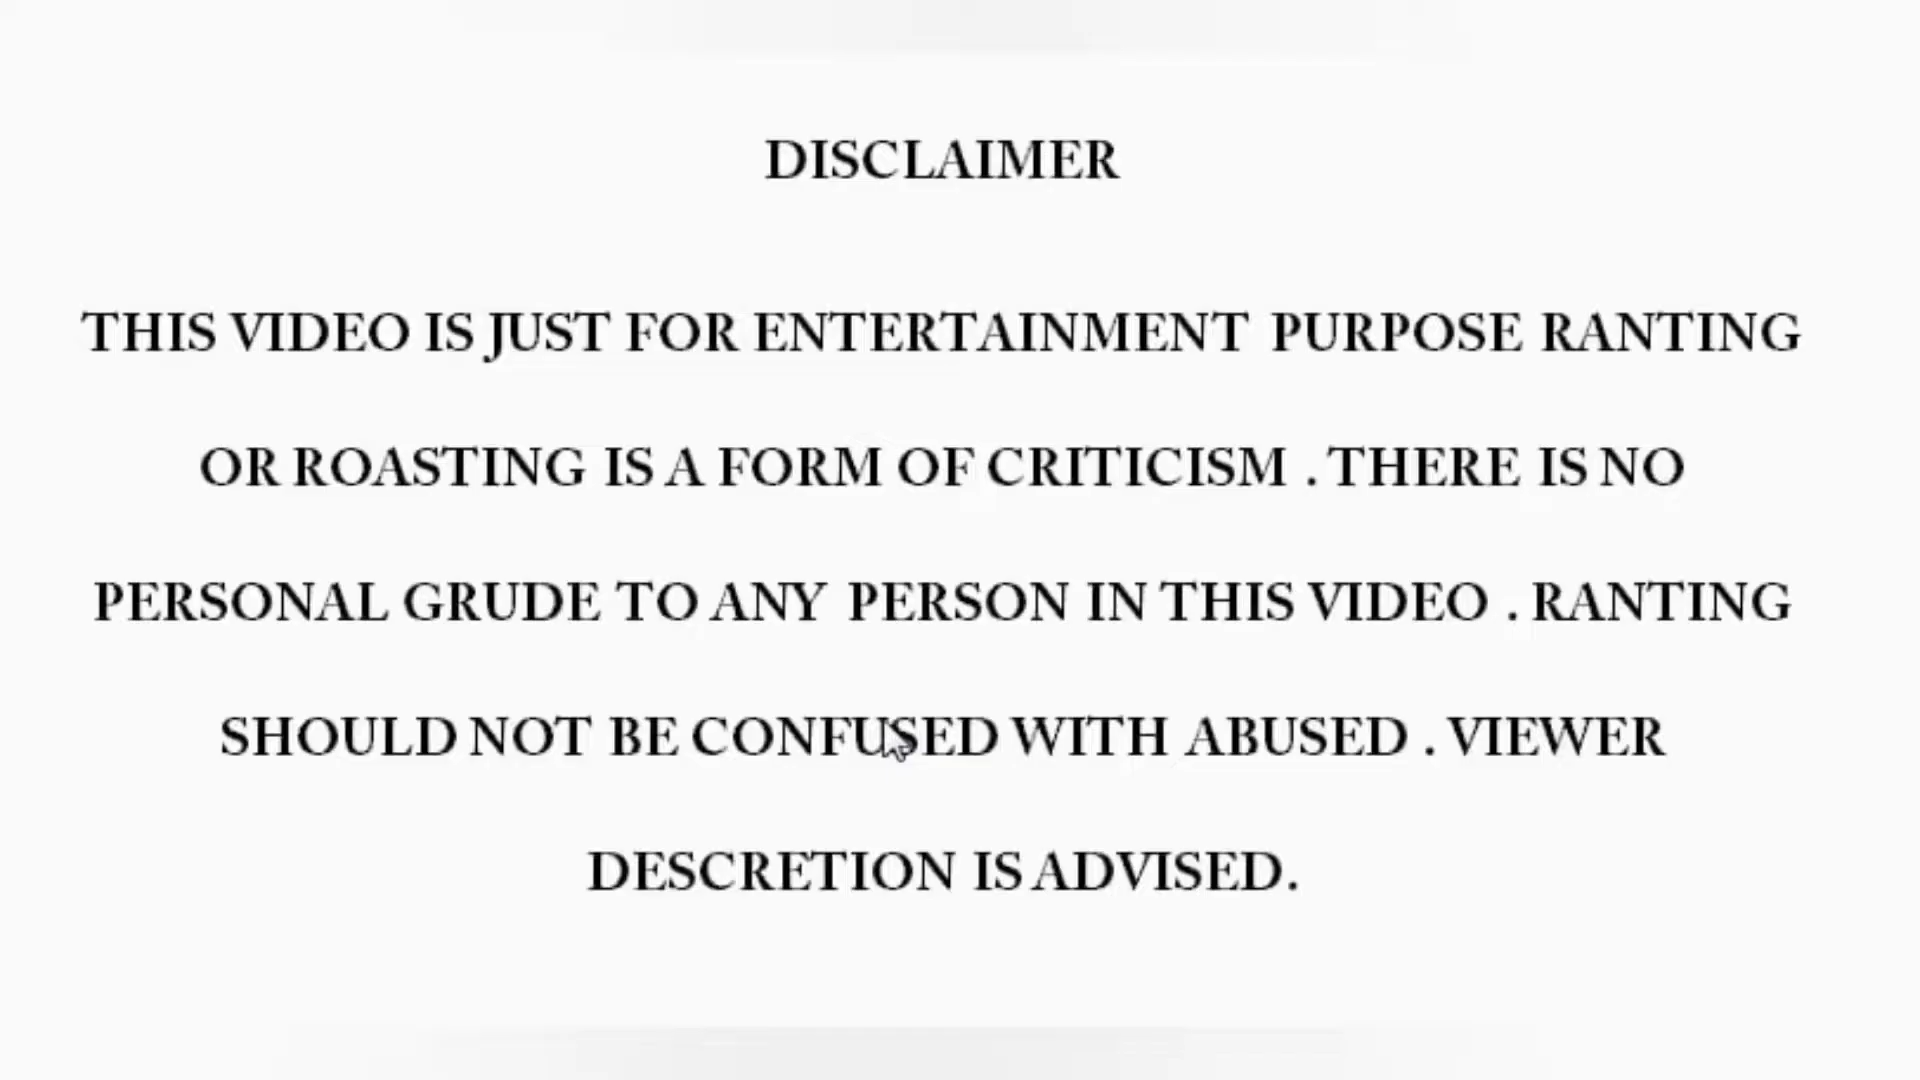 DISCLAIMER
THIS VIDEO IS JUST FOR ENTERTAINMENT PURPOSE RANTING
OR ROASTING IS A FORM OF CRITICISM . THERE IS NO
PERSONAL GRUDE TO ANY PERSON IN THIS VIDEO . RANTING
SHOULD NOT BE CONFUSED WITH ABUSED . VIEWER
DESCRETION IS ADVISED.